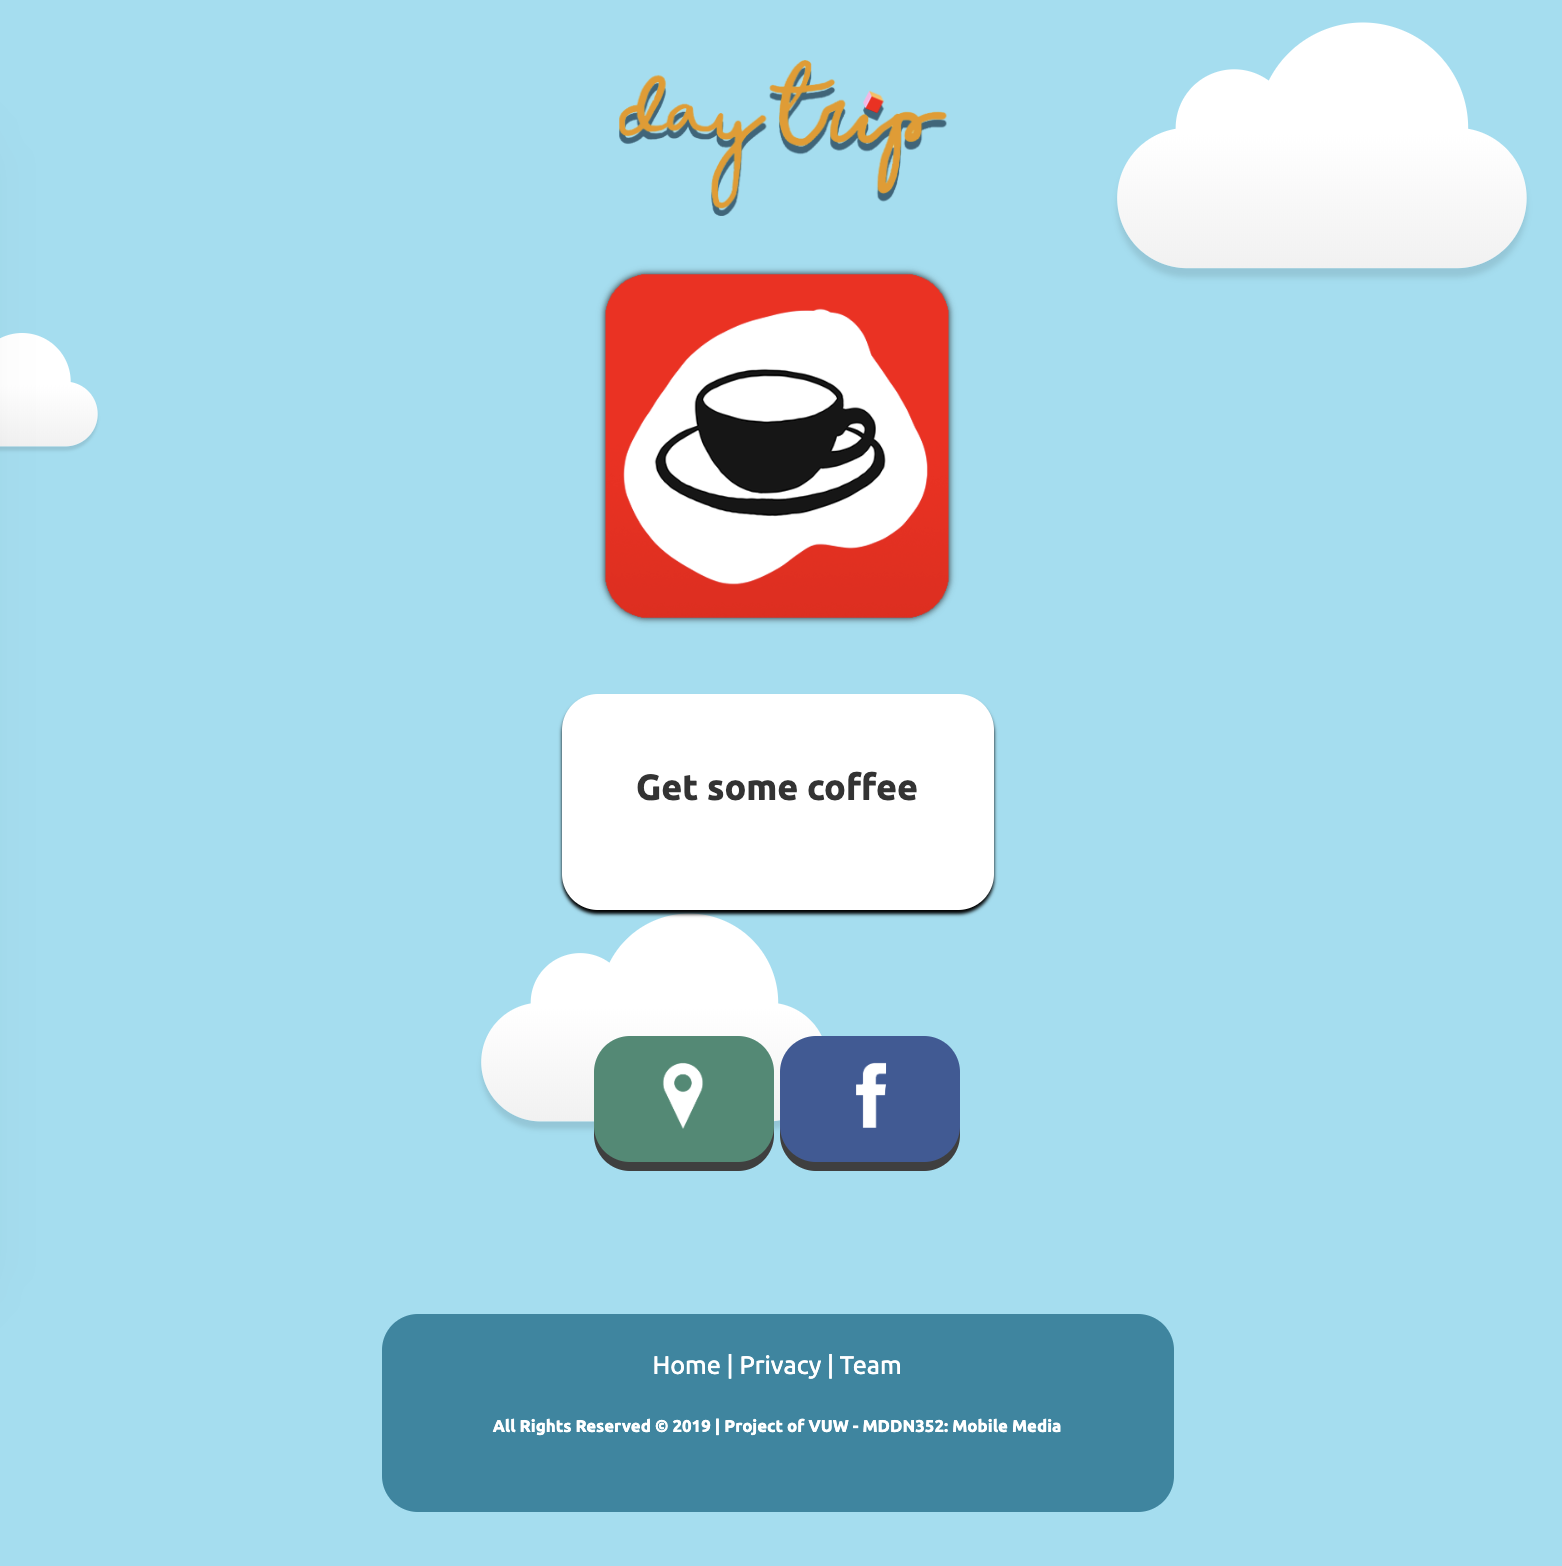 day trip
Get some coffee
f
Home | Privacy | Team
All Rights Reserved © 2019 | Project of VUW - MDDN352: Mobile Media